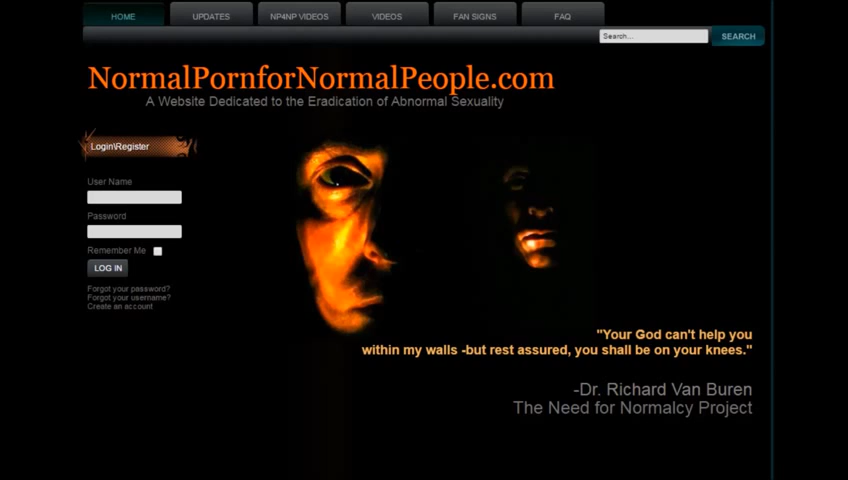 HOME UPDATES NP4NP VIDEOS VIDEOS FAN SIGNS FAQ
Search... SEARCH
NormalPornforNormalPeople.com
A Website Dedicated to the Eradication of Abnormal Sexuality
Login\Register
User Name
Password
Remember Me
LOG IN
Forgot your password?
Forgot your username?
Create an account
"Your God can't help you
within my walls -but rest assured, you shall be on your knees."
-Dr. Richard Van Buren
The Need for Normalcy Project